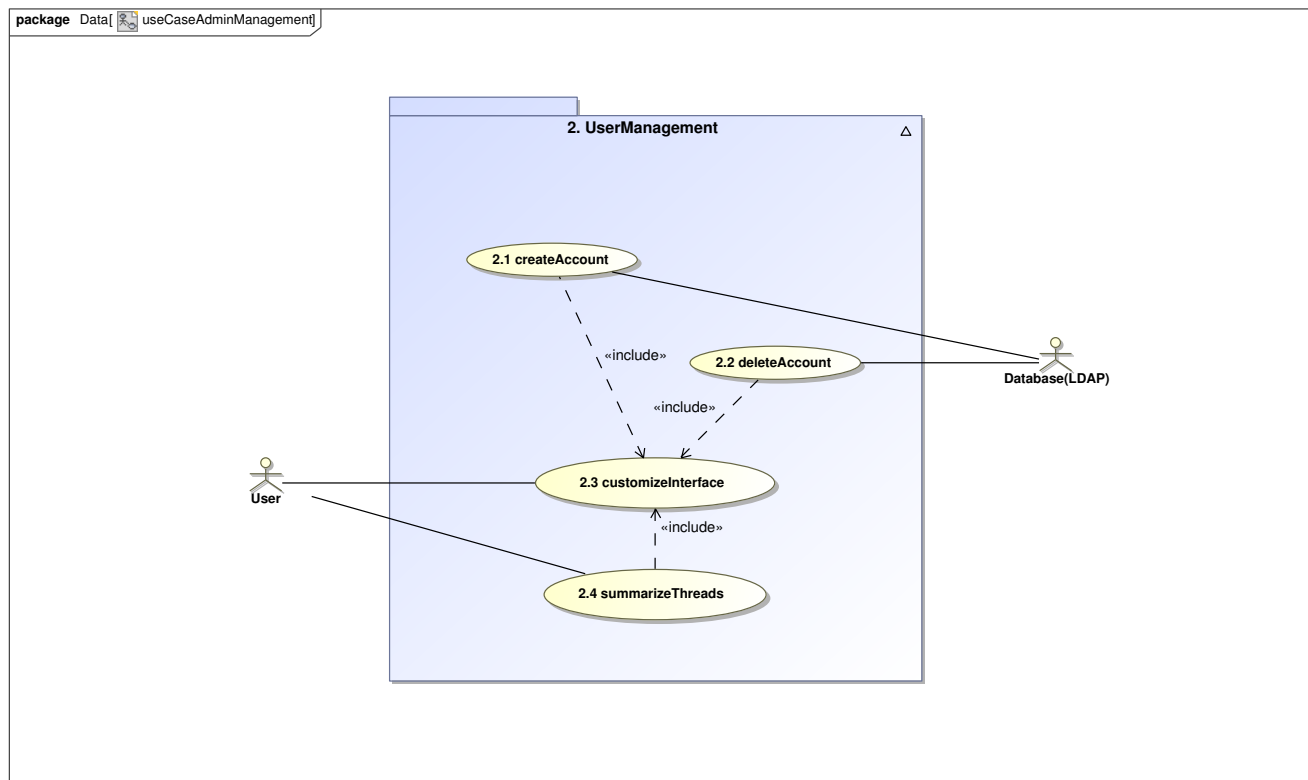 package Data[ useCaseAdminManagement]
2. UserManagement
2.1 createAccount
«include»
2.2 deleteAccount
Database(LDAP)
«include»
2.3 customizeInterface
User
«include»
2.4 summarizeThreads